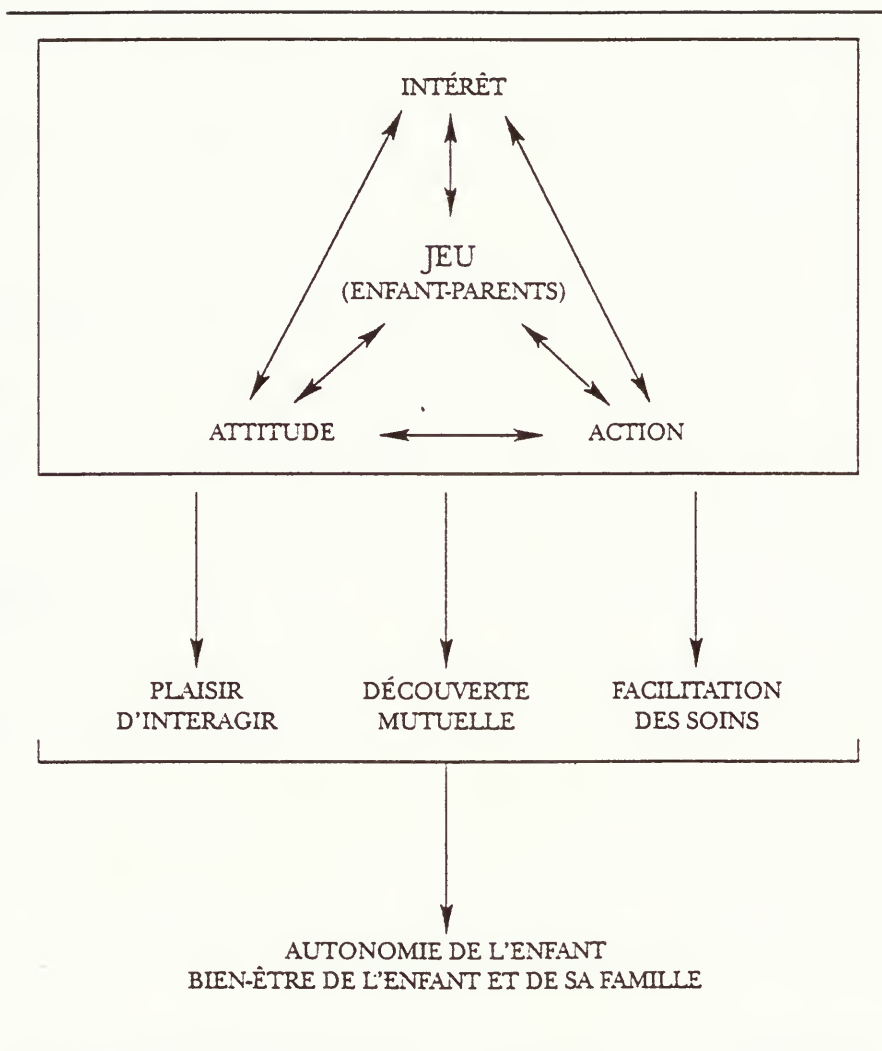 INTÉRÊT
JEU
(ENFANT-PARENTS)
ATTITUDE
ACTION
PLAISIR
D'INTERAGIR
DÉCOUVERTE
MUTUELLE
FACILITATION
DES SOINS
AUTONOMIE DE L'ENFANT
BIEN-ÊTRE DE L'ENFANT ET DE SA FAMILLE